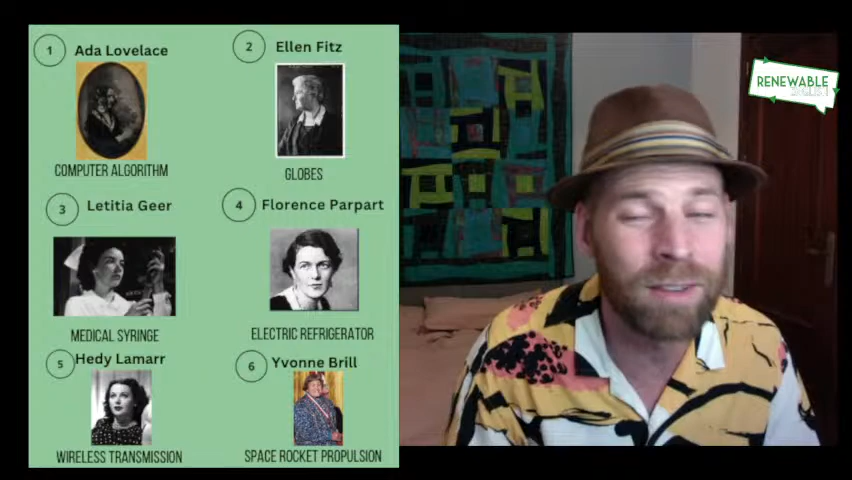 1 Ada Lovelace
2 Ellen Fitz
COMPUTER ALGORITHM
GLOBES
3 Letitia Geer
4 Florence Parpart
MEDICAL SYRINGE
ELECTRIC REFRIGERATOR
5 Hedy Lamarr
6 Yvonne Brill
WIRELESS TRANSMISSION
SPACE ROCKET PROPULSION
RENEWABLE